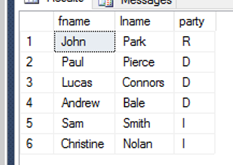 Messages
fname lname party
1 John Park R
2 Paul Pierce D
3 Lucas Connors D
4 Andrew Bale D
5 Sam Smith I
6 Christine Nolan I